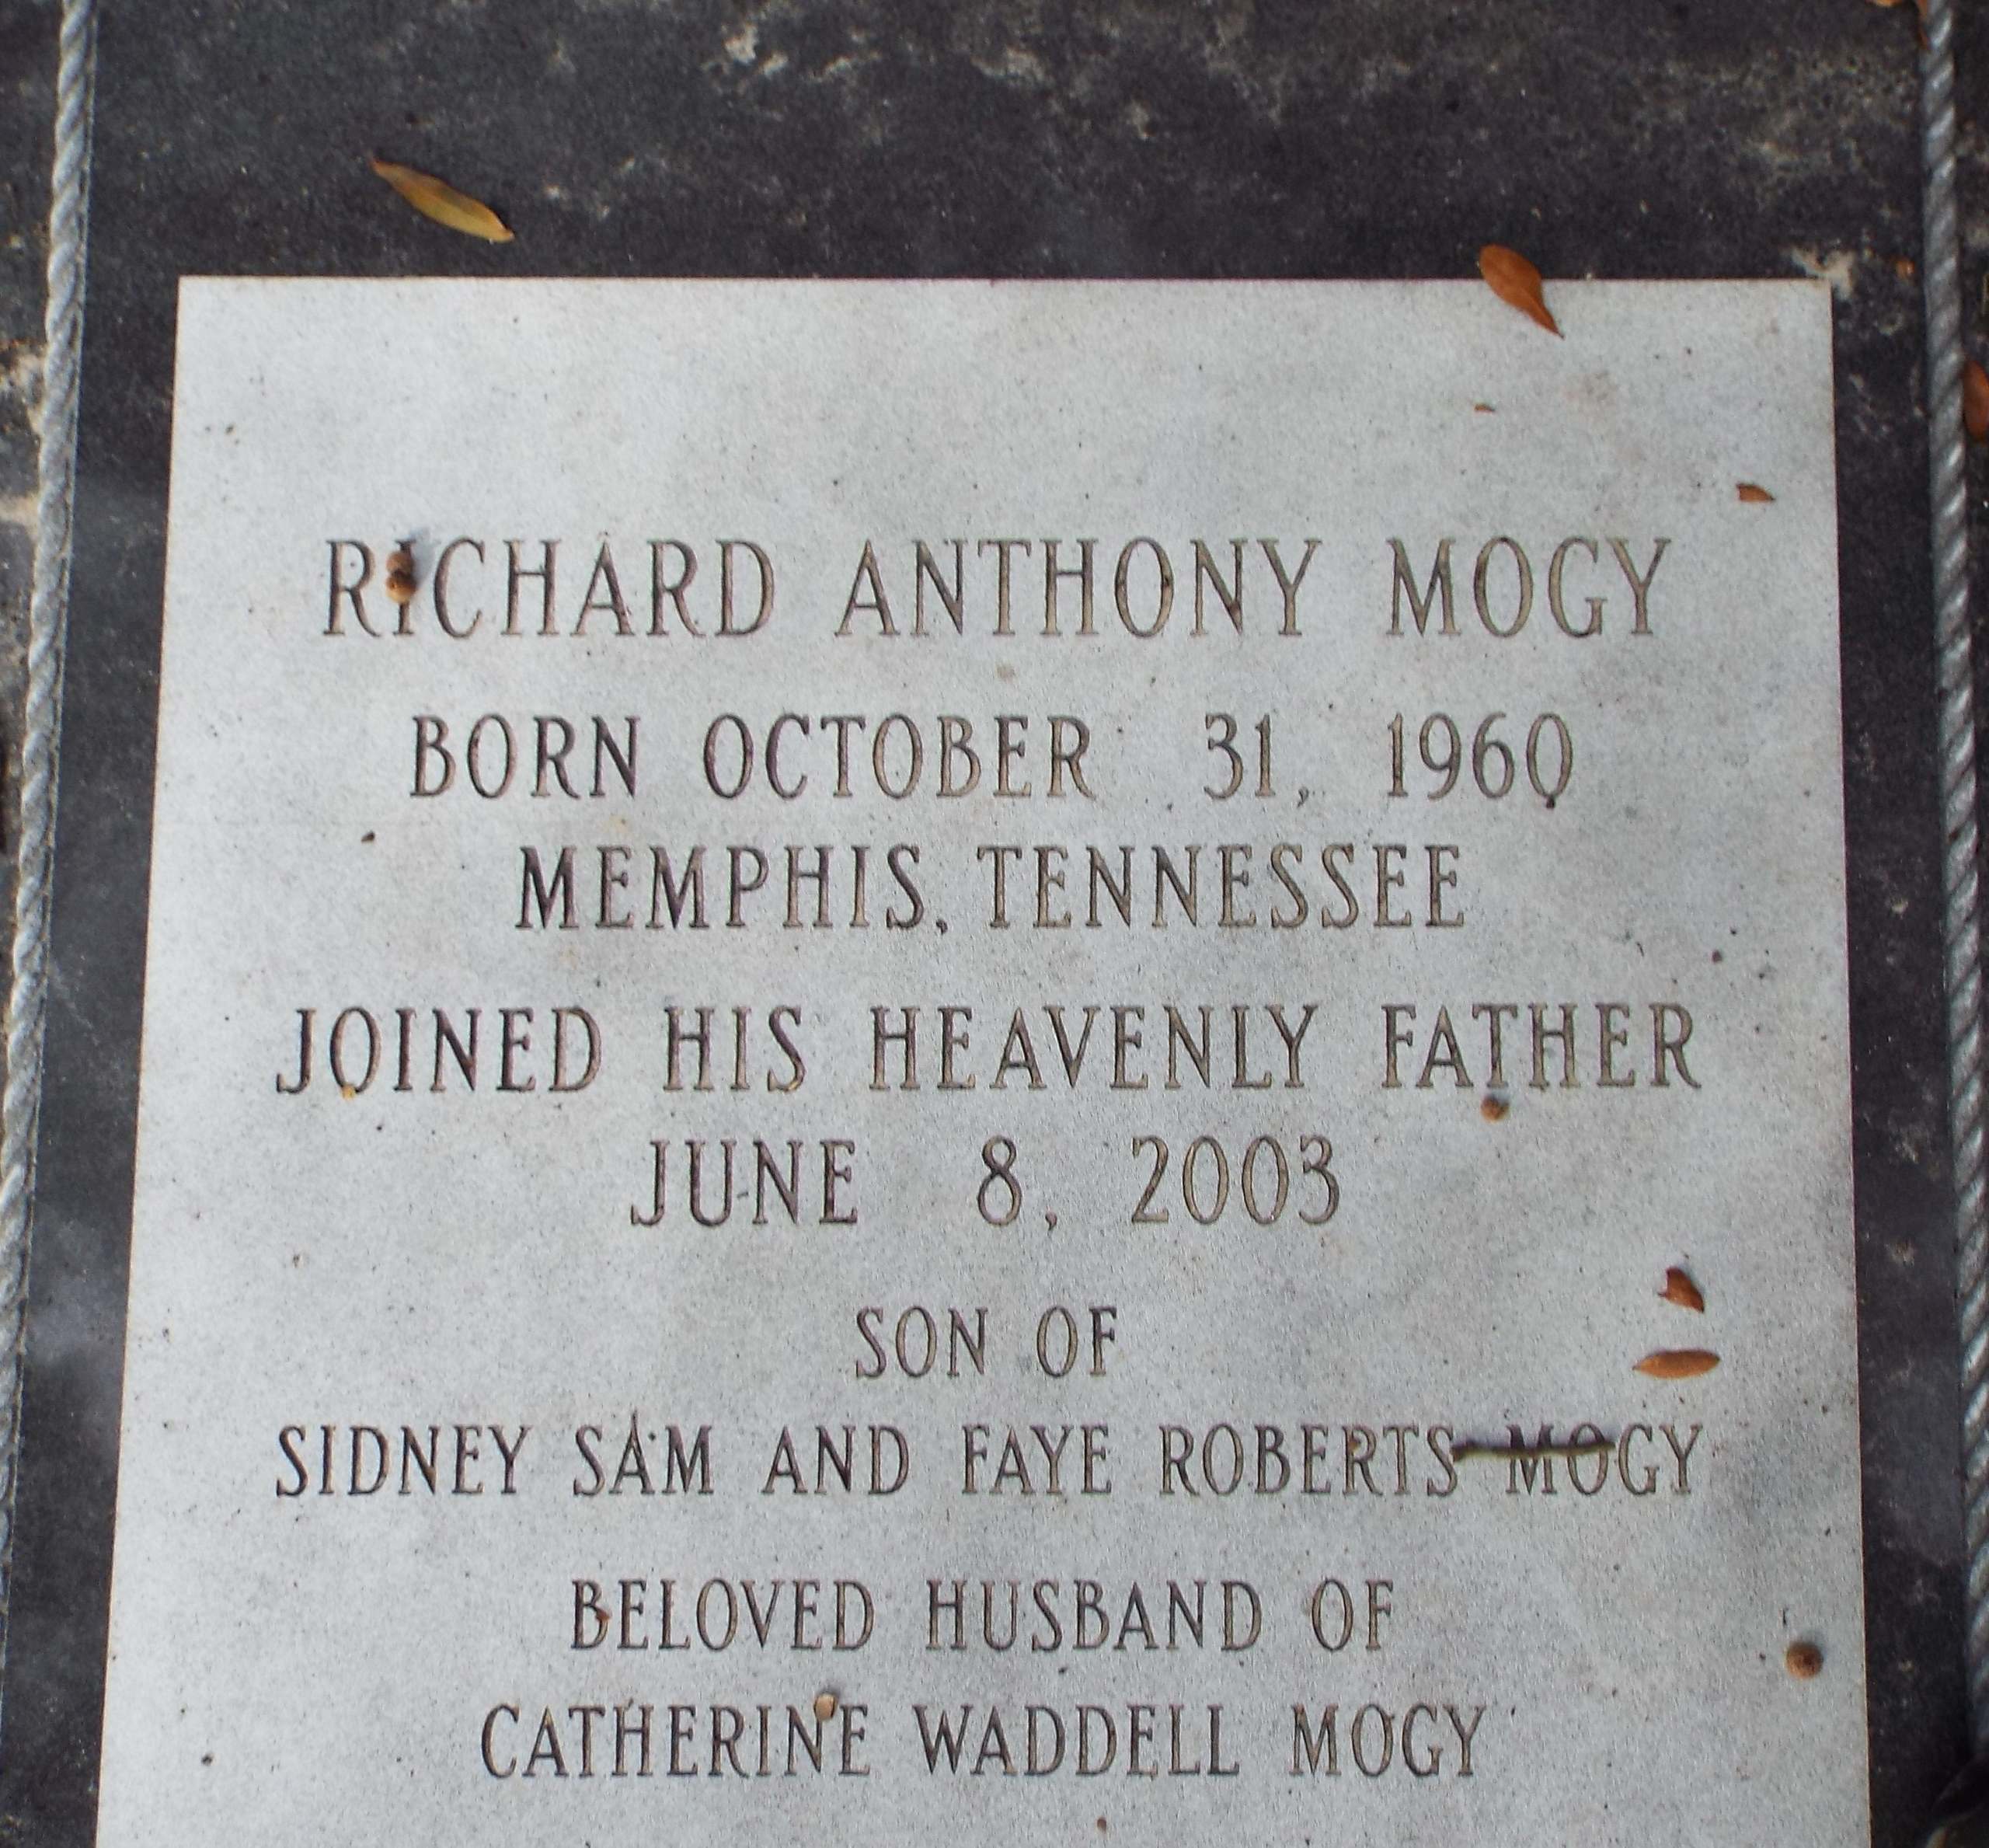 RICHARD ANTHONY MOGY
BORN OCTOBER 31, 1960
MEMPHIS, TENNESSEE
JOINED HIS HEAVENLY FATHER
JUNE 8, 2003
SON OF
SIDNEY SAM AND FAYE ROBERTS MOGY
BELOVED HUSBAND OF
CATHERINE WADDELL MOGY